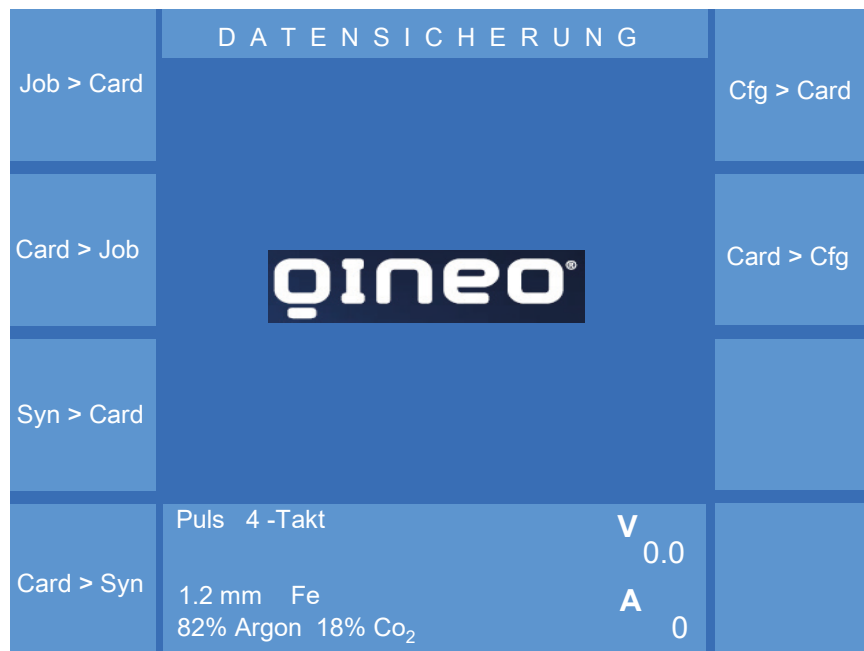 DATENSICHERUNG
Job > Card
Cfg > Card
Card > Job
Card > Cfg
QINEO®
Syn > Card
Card > Syn
Puls 4 -Takt
V
0.0
1.2 mm Fe
A
82% Argon 18% Co₂
0